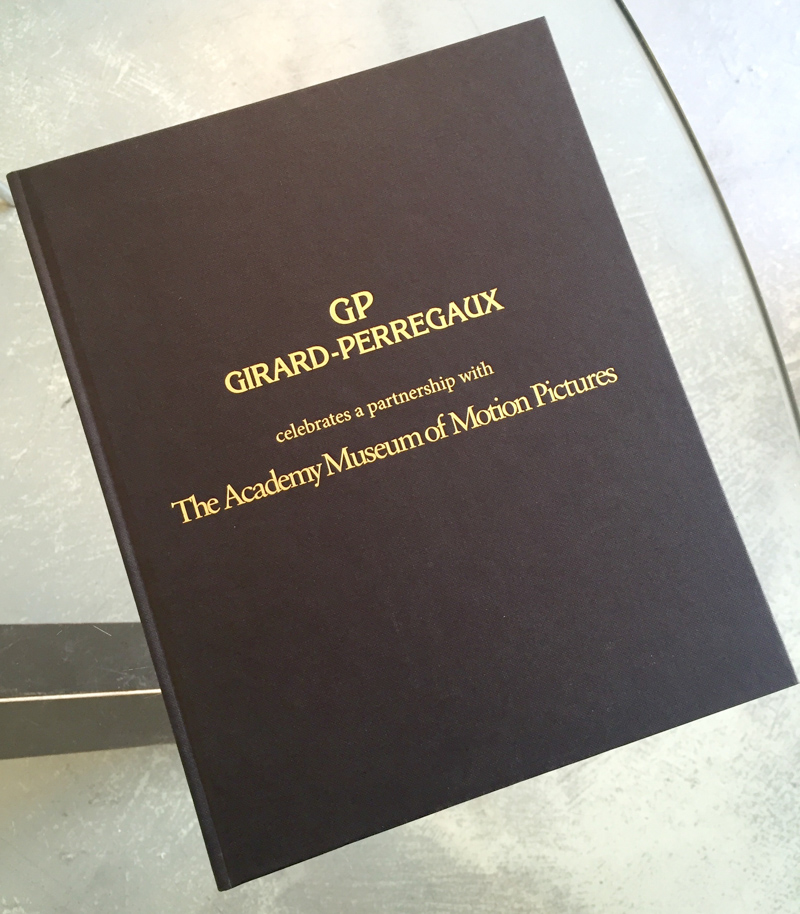 GP
GIRARD-PERREGAUX
celebrates a partnership with
The Academy Museum of Motion Pictures